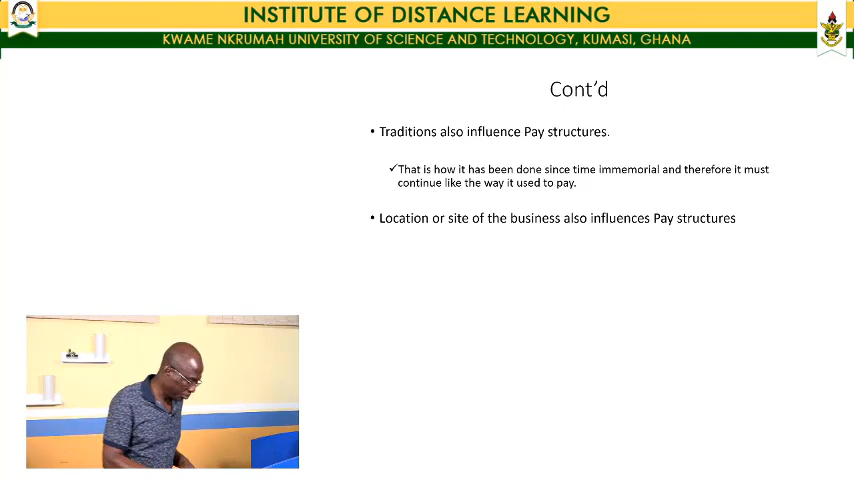 INSTITUTE OF DISTANCE LEARNING
KWAME NKRUMAH UNIVERSITY OF SCIENCE AND TECHNOLOGY, KUMASI, GHANA
Cont’d
• Traditions also influence Pay structures.
✓That is how it has been done since time immemorial and therefore it must
continue like the way it used to pay.
• Location or site of the business also influences Pay structures